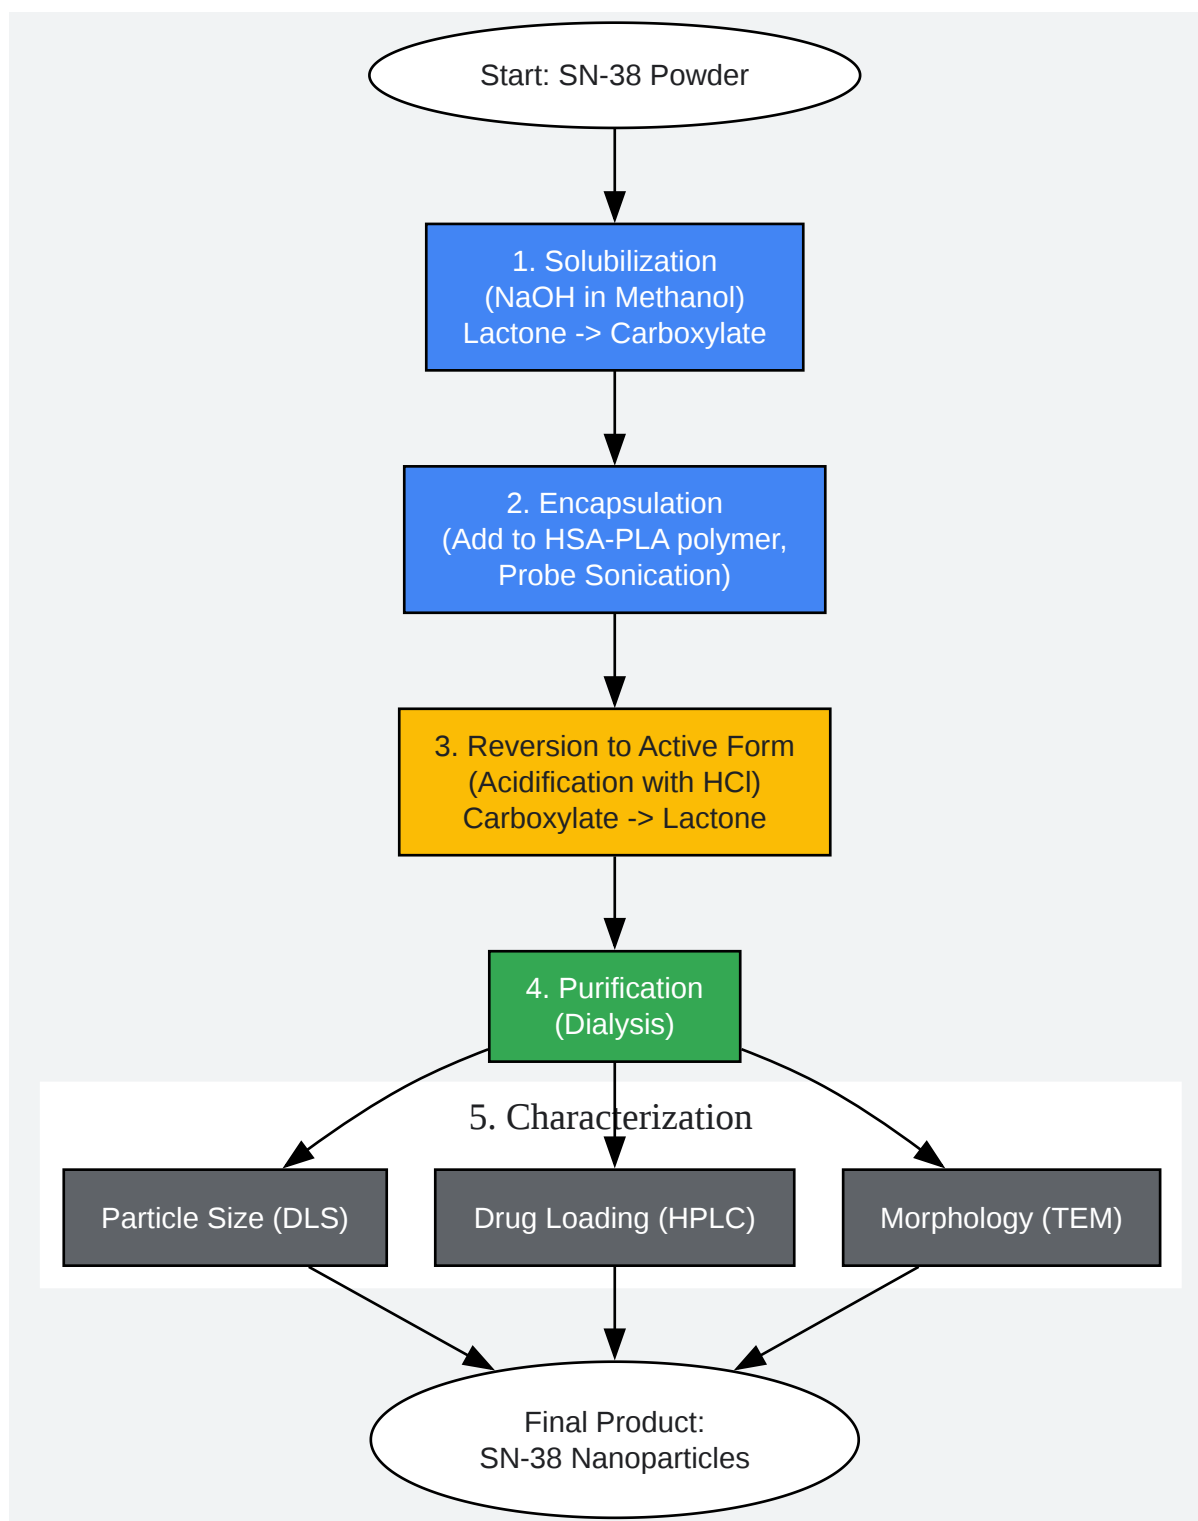 Start: SN-38 Powder
1. Solubilization
(NaOH in Methanol)
Lactone -> Carboxylate
2. Encapsulation
(Add to HSA-PLA polymer,
Probe Sonication)
3. Reversion to Active Form
(Acidification with HCl)
Carboxylate -> Lactone
4. Purification
(Dialysis)
5. Characterization
Particle Size (DLS)
Drug Loading (HPLC)
Morphology (TEM)
Final Product:
SN-38 Nanoparticles